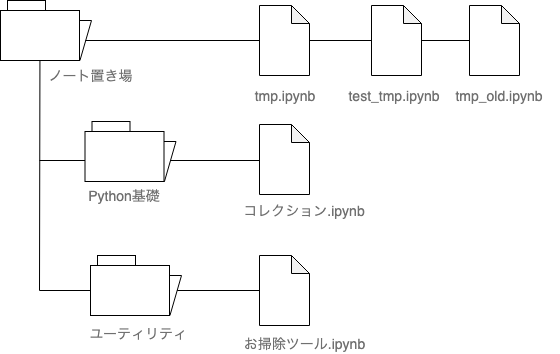 ノート置き場
tmp.ipynb
test_tmp.ipynb
tmp_old.ipynb
Python基礎
コレクション.ipynb
ユーティリティ
お掃除ツール.ipynb